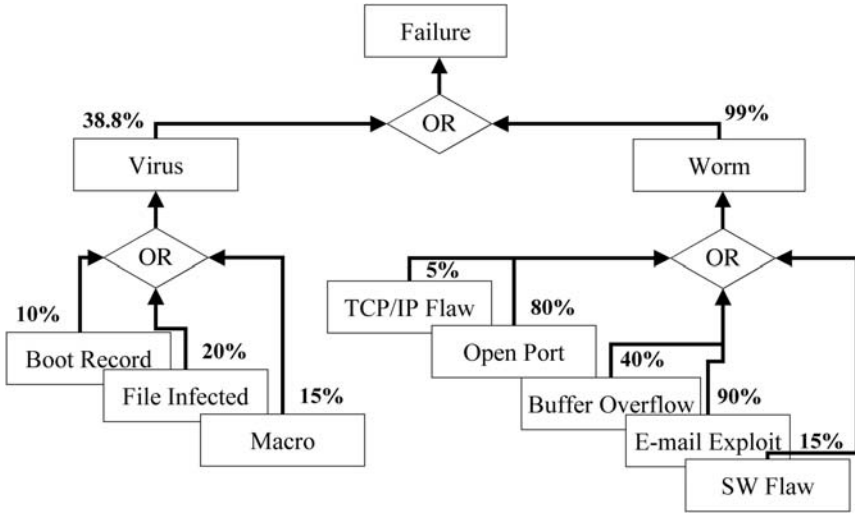 Failure
OR
38.8%
99%
Virus
Worm
OR
OR
5%
TCP/IP Flaw
10%
80%
Boot Record
20%
Open Port
40%
File Infected
15%
Buffer Overflow
90%
Macro
E-mail Exploit
15%
SW Flaw